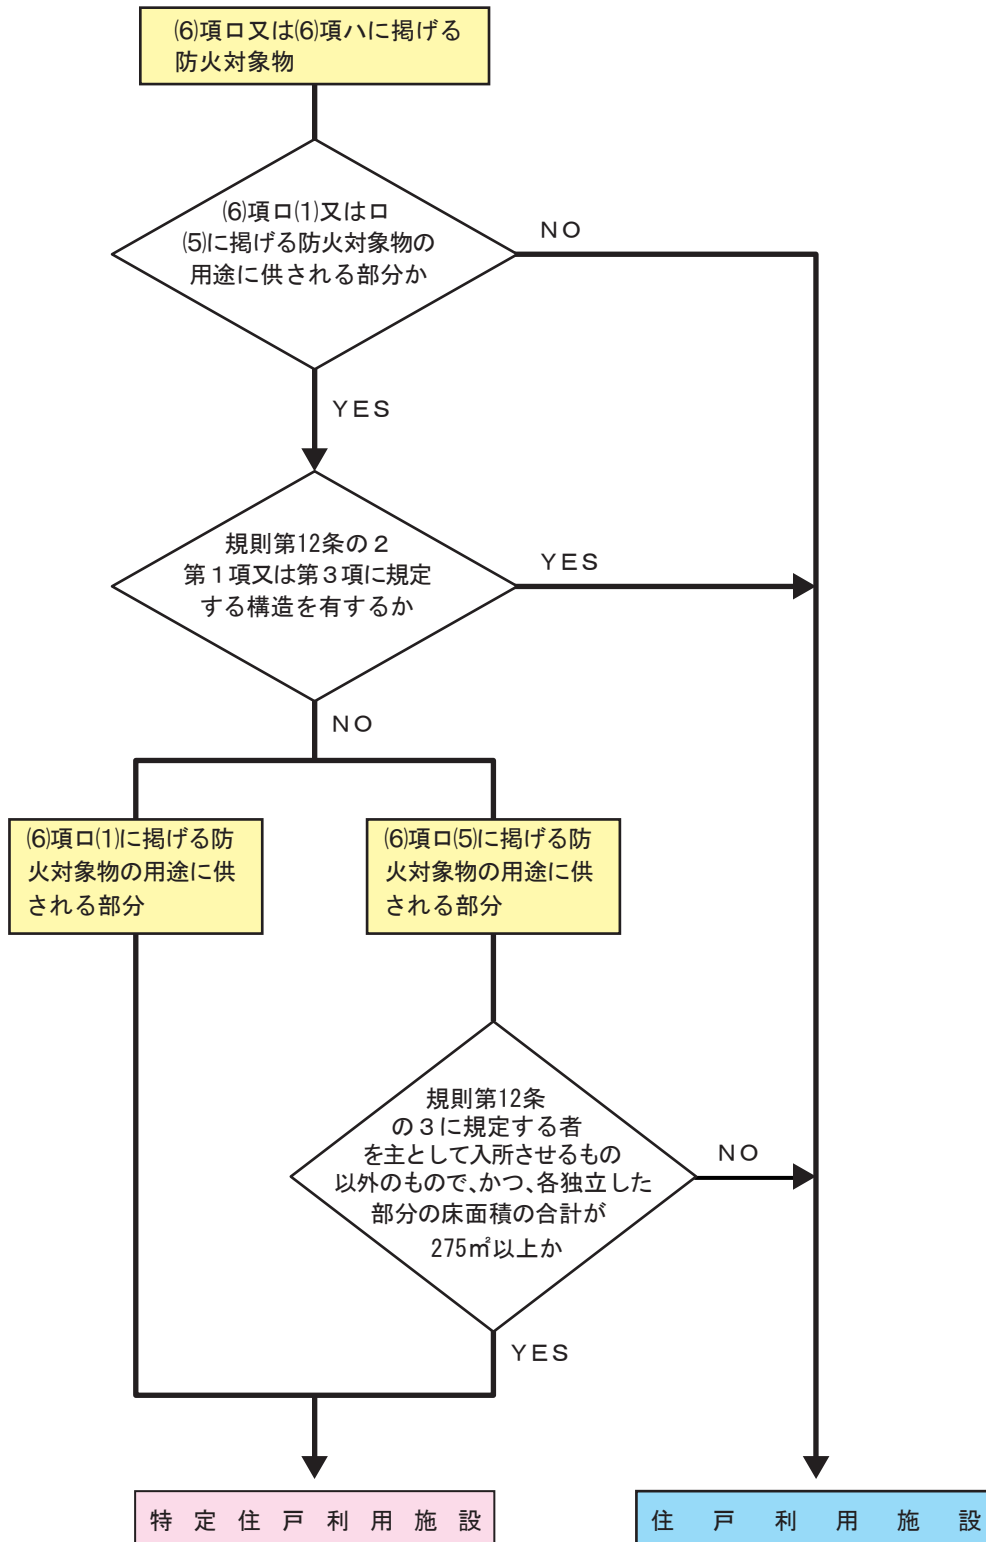 (6)項ロ又は(6)項ハに掲げる
防火対象物
(6)項ロ(1)又はロ
(5)に掲げる防火対象物の
用途に供される部分か
NO
YES
規則第12条の2
第1項又は第3項に規定
する構造を有するか
YES
NO
(6)項ロ(1)に掲げる防
火対象物の用途に供
される部分
(6)項ロ(5)に掲げる防
火対象物の用途に供
される部分
規則第12条
の3に規定する者
を主として入所させるもの
以外のもので、かつ、各独立した
部分の床面積の合計が
275㎡以上か
NO
YES
特定住戸利用施設
住戸利用施設